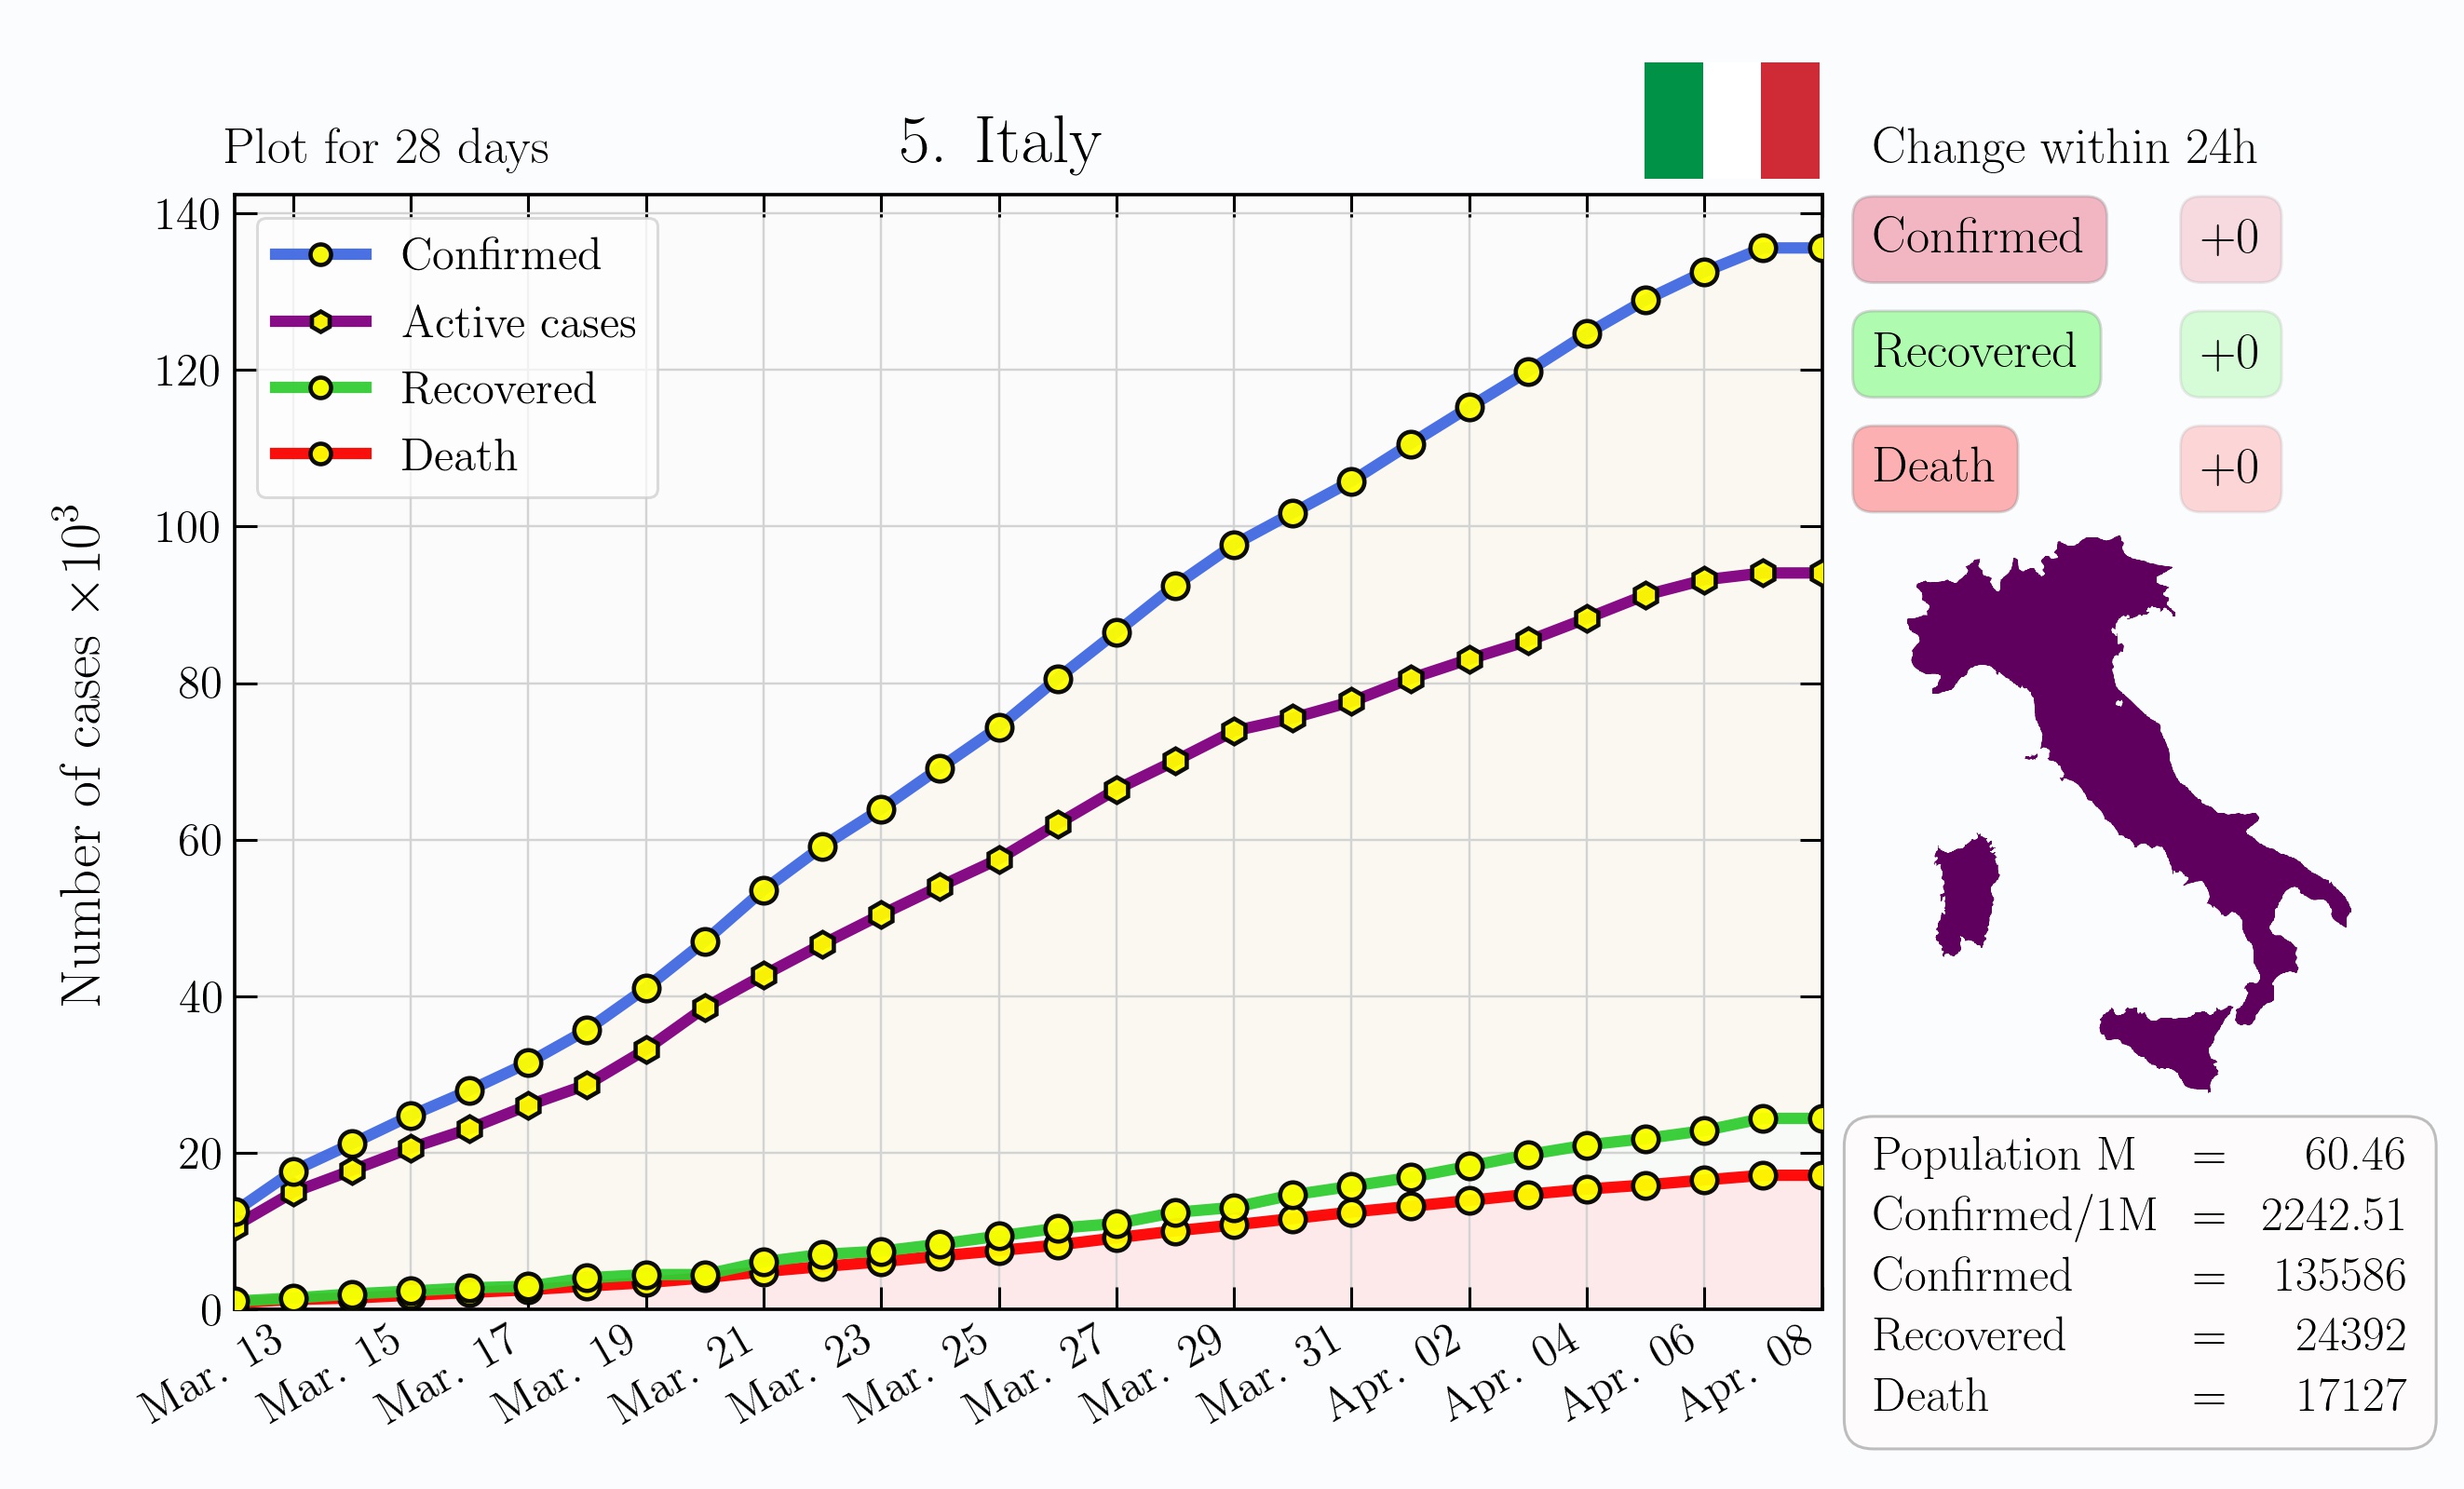 Plot for 28 days
5. Italy
Change within 24h
Confirmed +0
Recovered +0
Death +0
Confirmed
Active cases
Recovered
Death
Number of cases ×10³
140
120
100
80
60
40
20
0
Mar. 13
Mar. 15
Mar. 17
Mar. 19
Mar. 21
Mar. 23
Mar. 25
Mar. 27
Mar. 29
Mar. 31
Apr. 02
Apr. 04
Apr. 06
Apr. 08
Population M = 60.46
Confirmed/1M = 2242.51
Confirmed = 135586
Recovered = 24392
Death = 17127